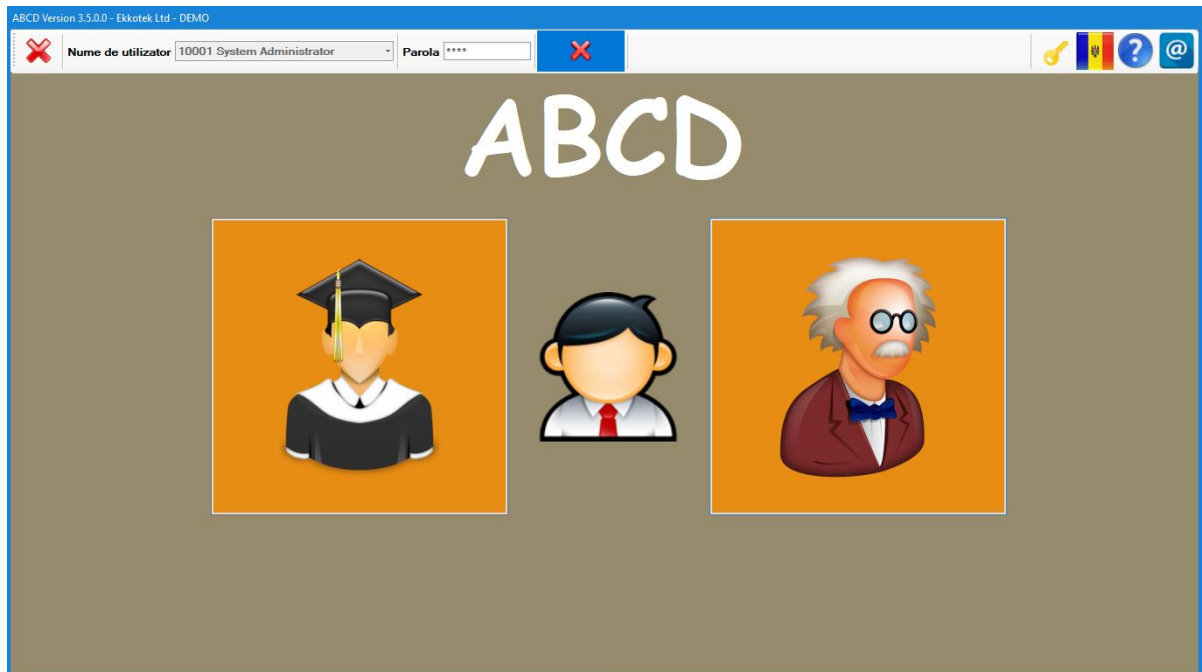 ABCD Version 3.5.0.0 - Ekkotek Ltd - DEMO
Nume de utilizator 10001 System Administrator Parola ****
? @
ABCD